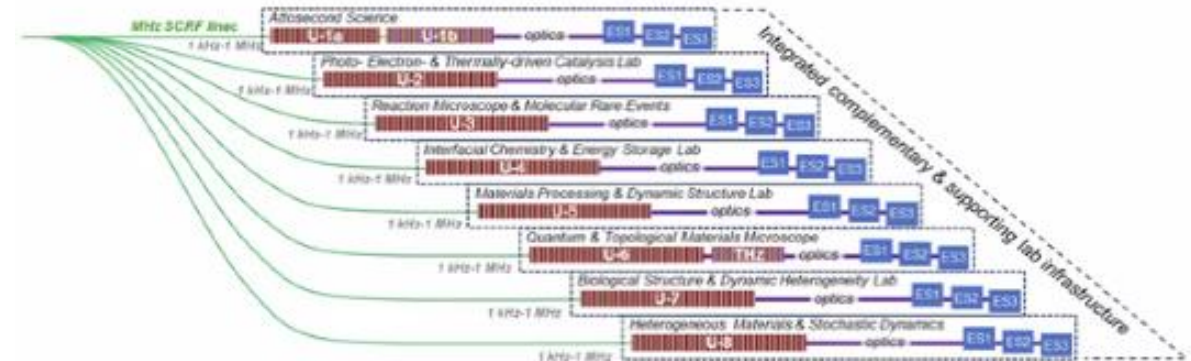 Attosecond Science
MHz SCRF linac
U-1a U-1b optics ES1 ES2 ES3
1 kHz-1 MHz
Photo- Electron- & Thermally-driven Catalysis Lab
U-2 optics ES1 ES2 ES3
1 kHz-1 MHz
Reaction Microscope & Molecular Rare Events
U-3 optics ES1 ES2 ES3
1 kHz-1 MHz
Interfacial Chemistry & Energy Storage Lab
U-4 optics ES1 ES2 ES3
1 kHz-1 MHz
Materials Processing & Dynamic Structure Lab
U-5 optics ES1 ES2 ES3
1 kHz-1 MHz
Quantum & Topological Materials Microscope
U-6 THz optics ES1 ES2 ES3
1 kHz-1 MHz
Biological Structure & Dynamic Heterogeneity Lab
U-7 optics ES1 ES2 ES3
1 kHz-1 MHz
Heterogeneous Materials & Stochastic Dynamics
U-8 optics ES1 ES2 ES3
1 kHz-1 MHz
Integrated complementary & supporting lab infrastructure